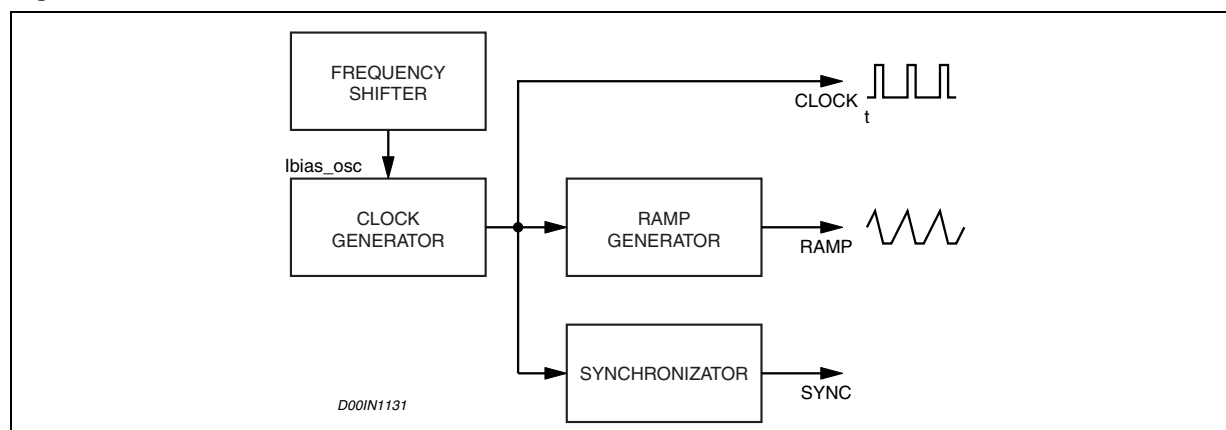 FREQUENCY
SHIFTER
CLOCK
t
Ibias_osc
CLOCK
GENERATOR
RAMP
GENERATOR
RAMP
SYNCHRONIZATOR
SYNC
D00IN1131